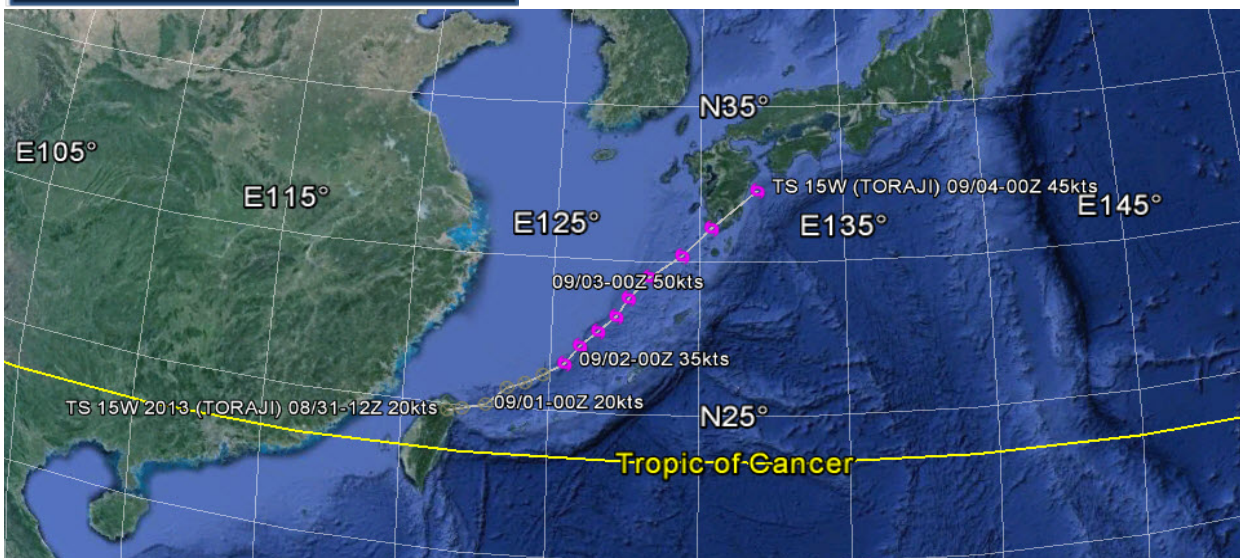 N35°
E105°
TS 15W (TORAJI) 09/04-00Z 45kts
E115°
E145°
E125°
E135°
09/03-00Z 50kts
09/02-00Z 35kts
TS 15W 2013 (TORAJI) 08/31-12Z 20kts
09/01-00Z 20kts
N25°
Tropic of Cancer